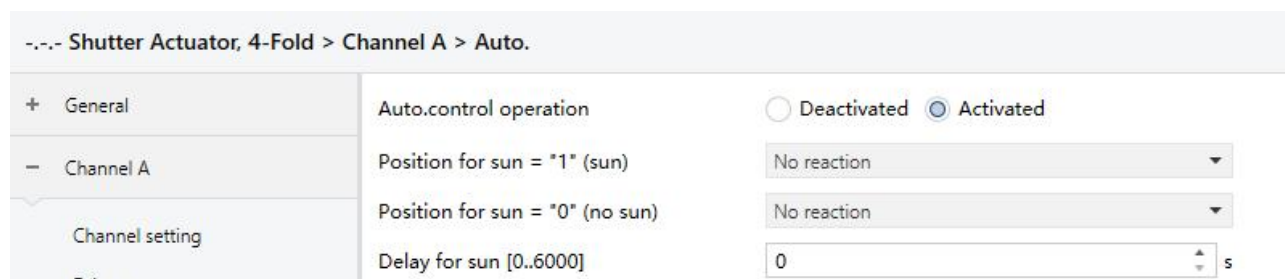 -.-.- Shutter Actuator, 4-Fold > Channel A > Auto.
+ General
Auto.control operation Deactivated Activated
− Channel A
Position for sun = "1" (sun) No reaction
Position for sun = "0" (no sun) No reaction
Channel setting
Delay for sun [0..6000] 0 s